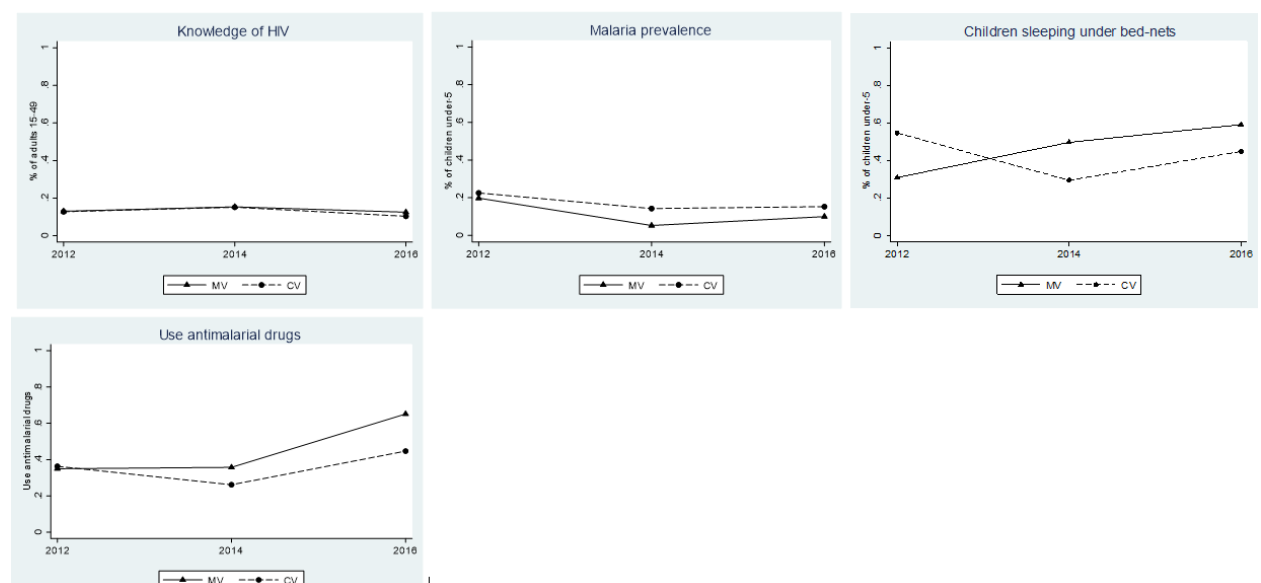 Knowledge of HIV
% of adults 15-49
0 .2 .4 .6 .8 1
2012 2014 2016
MV CV
Malaria prevalence
% of children under-5
0 .2 .4 .6 .8 1
2012 2014 2016
MV CV
Children sleeping under bed-nets
% of children under-5
0 .2 .4 .6 .8 1
2012 2014 2016
MV CV
Use antimalarial drugs
Use antimalarial drugs
0 .2 .4 .6 .8 1
2012 2014 2016
MV CV